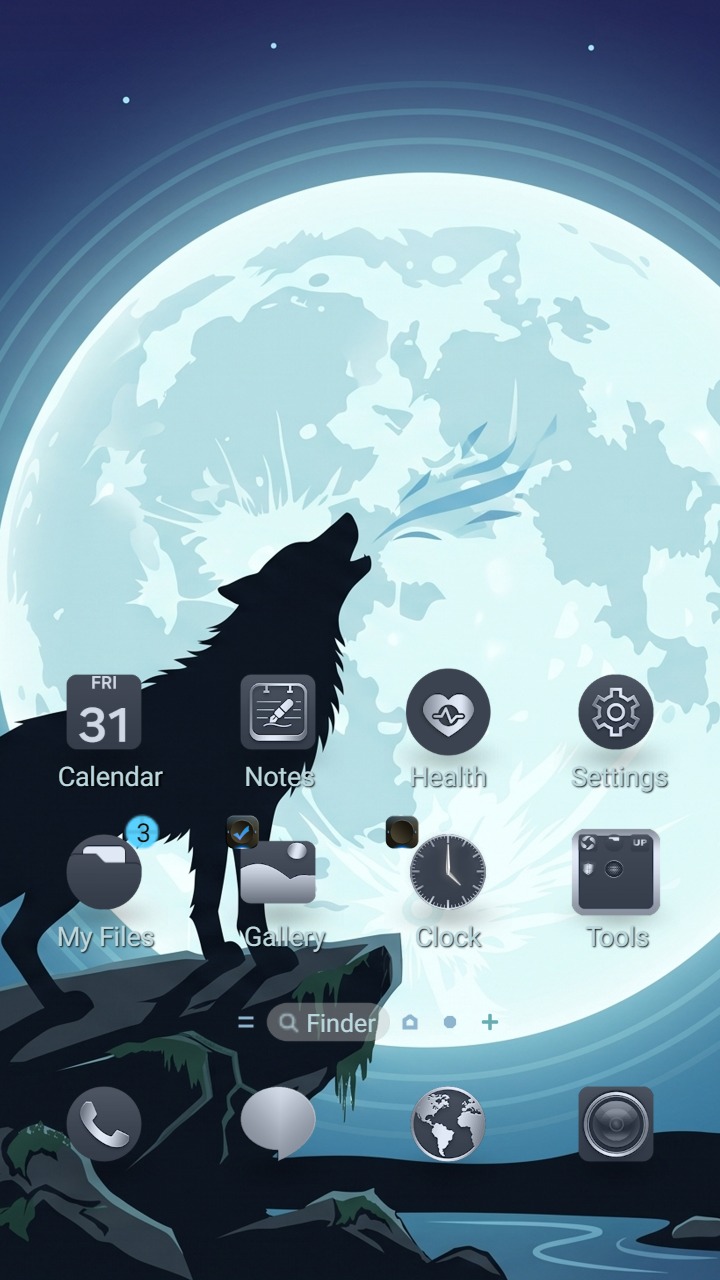 FRI
31
Calendar
Notes
Health
Settings
3
UP
My Files
Gallery
Clock
Tools
Finder